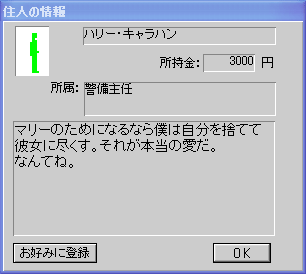 住人の情報
ハリー・キャラハン
所持金: 3000 円
所属: 警備主任
マリーのためになるなら僕は自分を捨てて
彼女に尽くす。それが本当の愛だ。
なんてね。
お好みに登録 OK